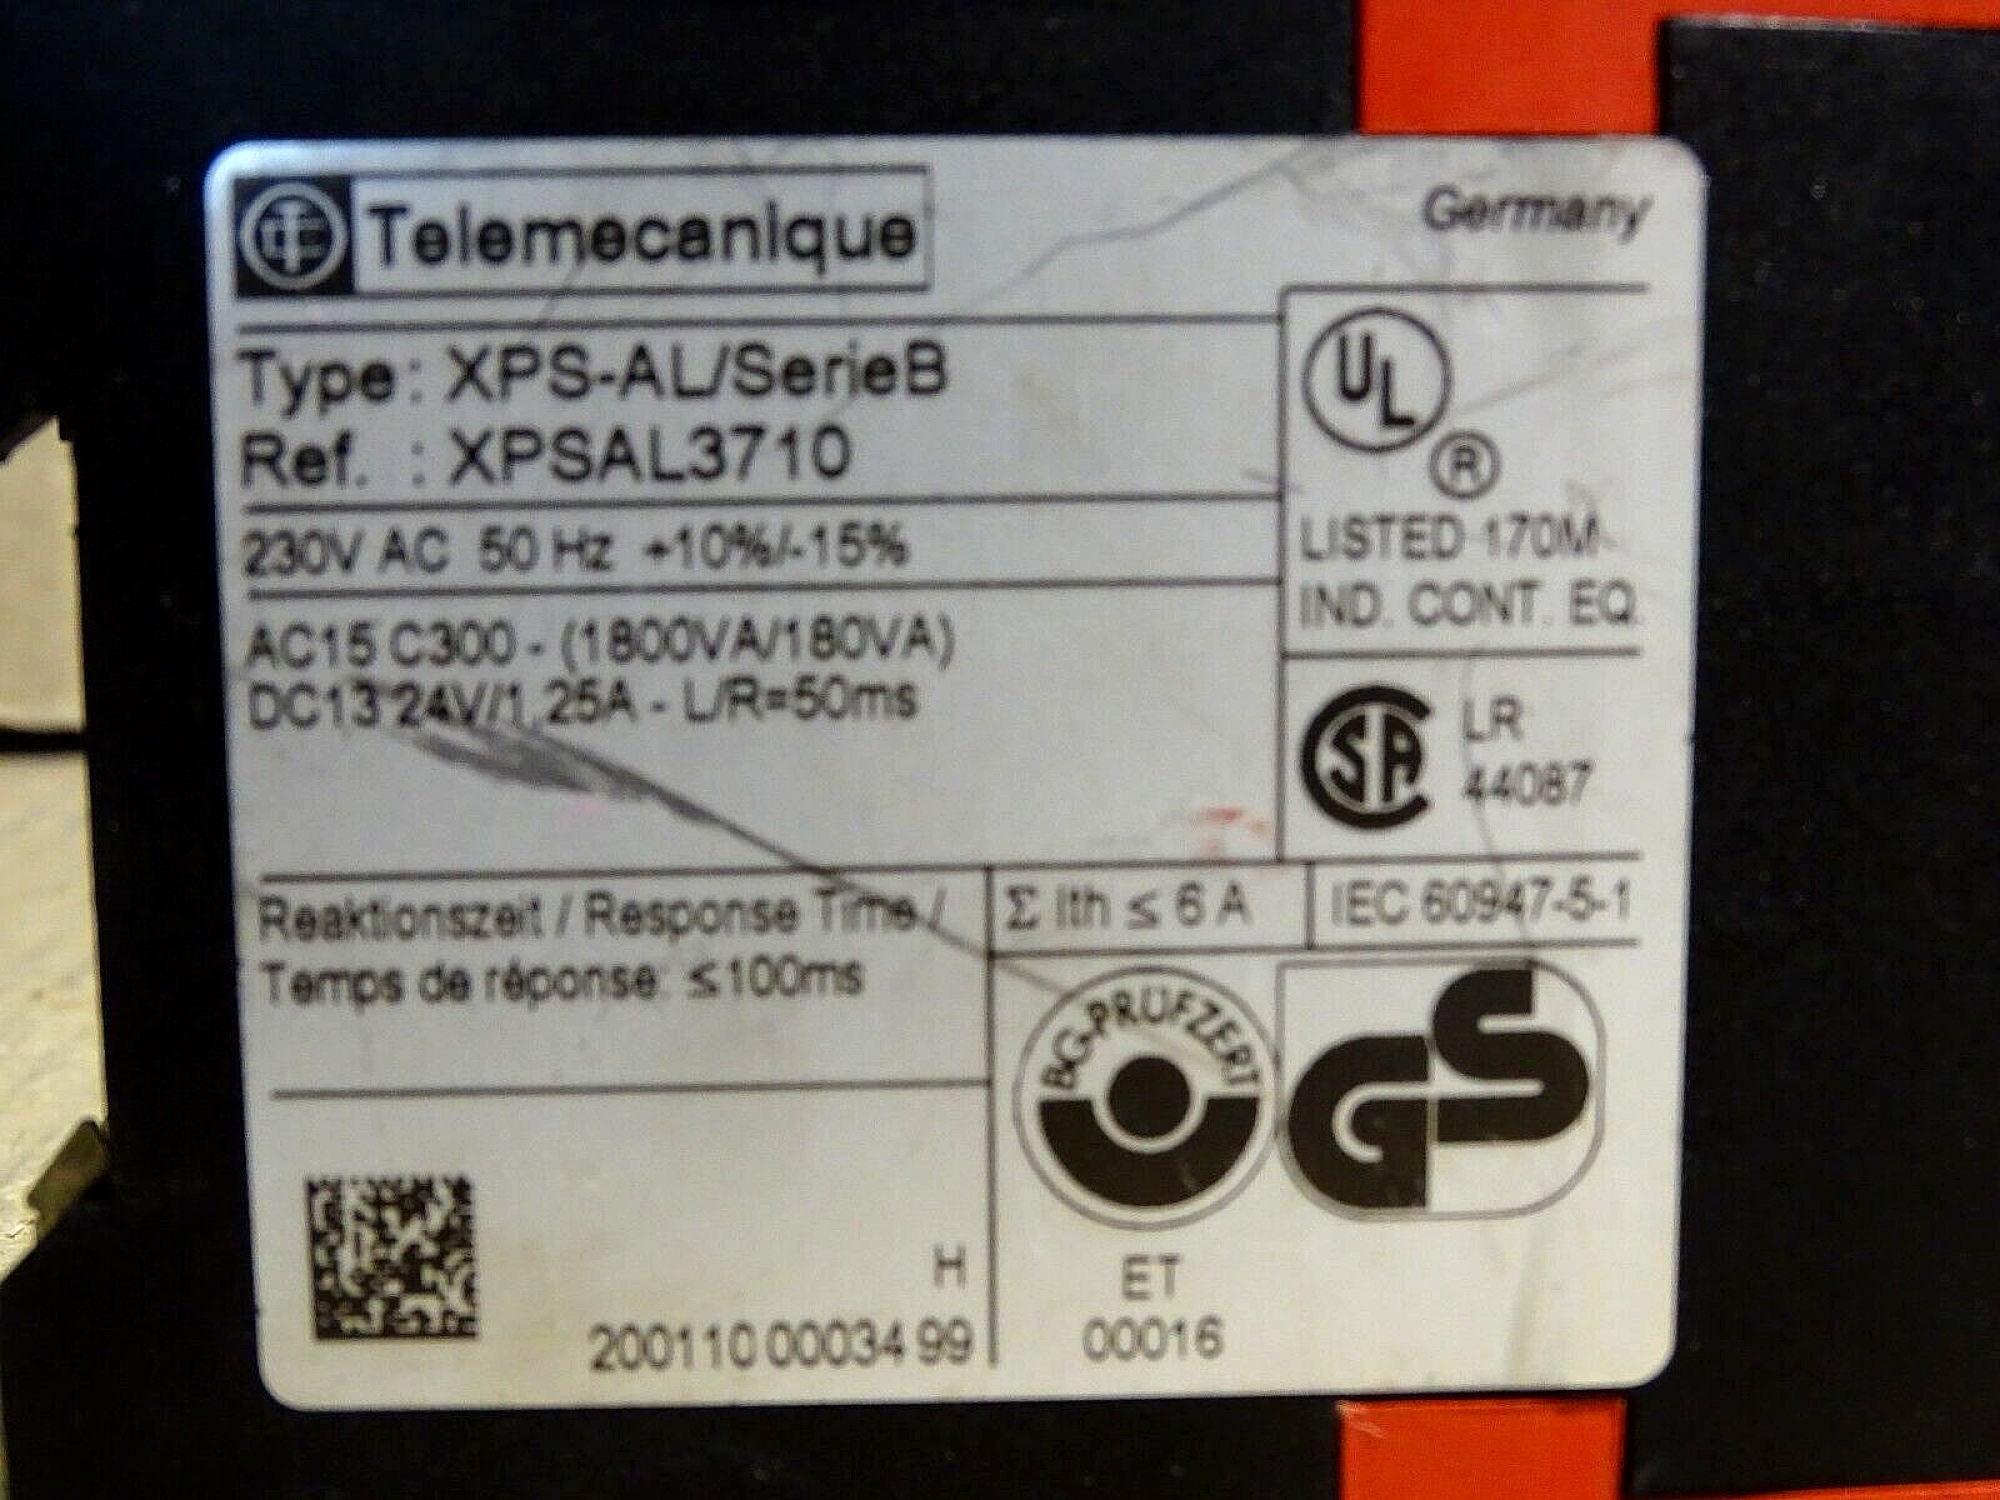 Telemecanique
Germany
Type: XPS-AL/SerieB
Ref. : XPSAL3710
230V AC 50 Hz +10%/-15%
AC15 C300 - (1800VA/180VA)
DC13 24V/1,25A - L/R=50ms
UL
®
LISTED 170M
IND. CONT. EQ.
CSA
LR
44087
Reaktionszeit / Response Time /
Temps de réponse: ≤100ms
Σ Ith ≤ 6 A
IEC 60947-5-1
BG-PRÜFZERT
GS
H
200110 00034 99
ET
00016